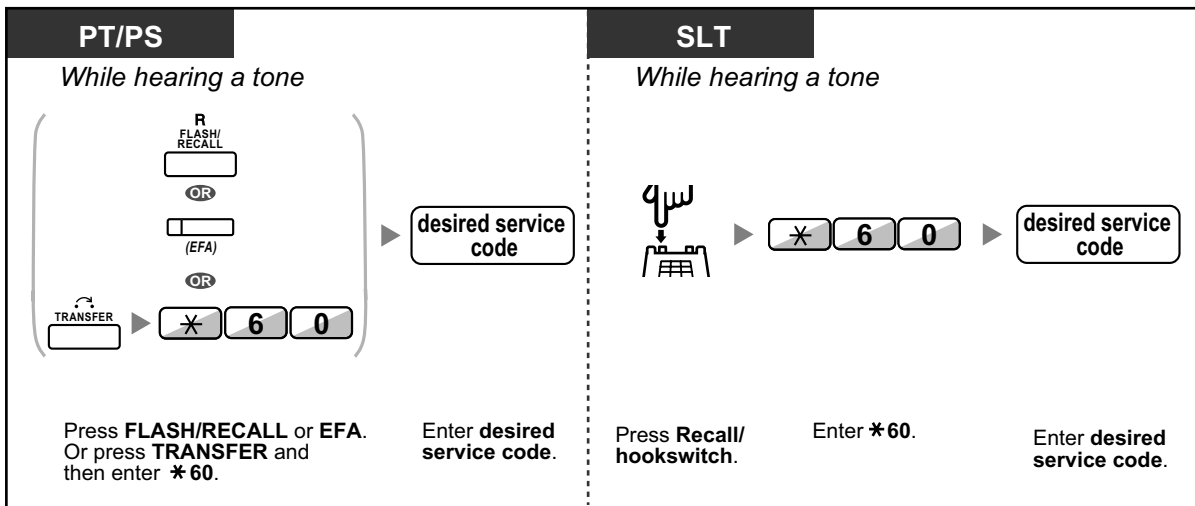 PT/PS
While hearing a tone
R
FLASH/
RECALL
OR
(EFA)
OR
TRANSFER
* 6 0
desired service
code
Press FLASH/RECALL or EFA.
Or press TRANSFER and
then enter *60.
Enter desired
service code.
SLT
While hearing a tone
* 6 0
desired service
code
Press Recall/
hookswitch.
Enter *60.
Enter desired
service code.